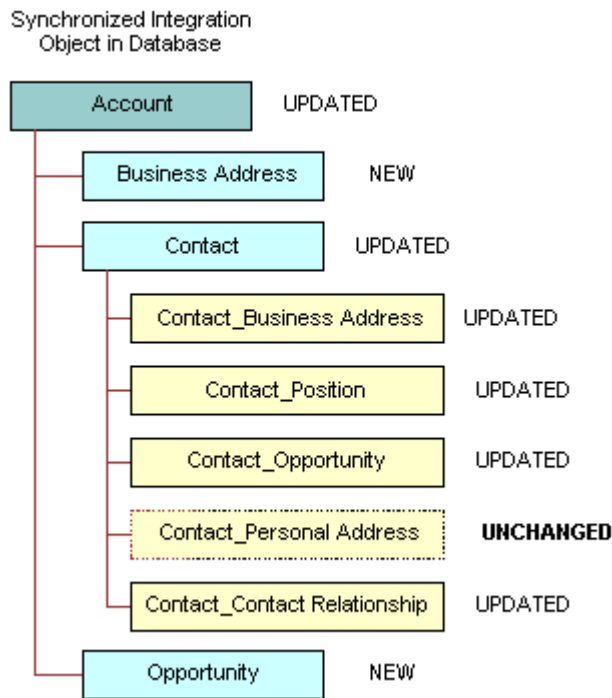 Synchronized Integration
Object in Database
Account UPDATED
Business Address NEW
Contact UPDATED
Contact_Business Address UPDATED
Contact_Position UPDATED
Contact_Opportunity UPDATED
Contact_Personal Address UNCHANGED
Contact_Contact Relationship UPDATED
Opportunity NEW